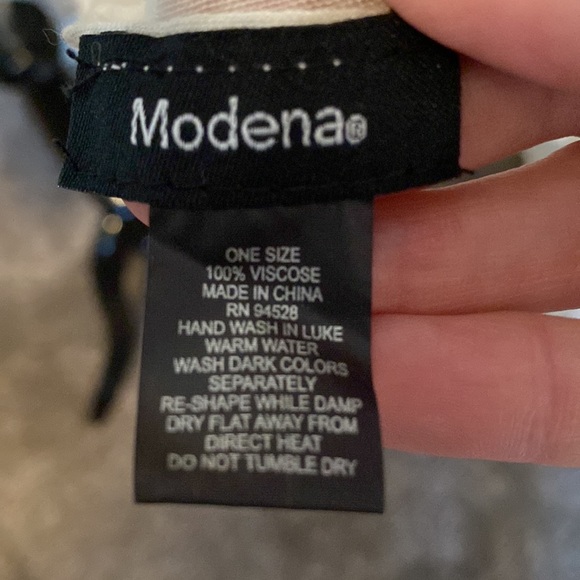 Modena®
ONE SIZE
100% VISCOSE
MADE IN CHINA
RN 94528
HAND WASH IN LUKE
WARM WATER
WASH DARK COLORS
SEPARATELY
RE-SHAPE WHILE DAMP
DRY FLAT AWAY FROM
DIRECT HEAT
DO NOT TUMBLE DRY